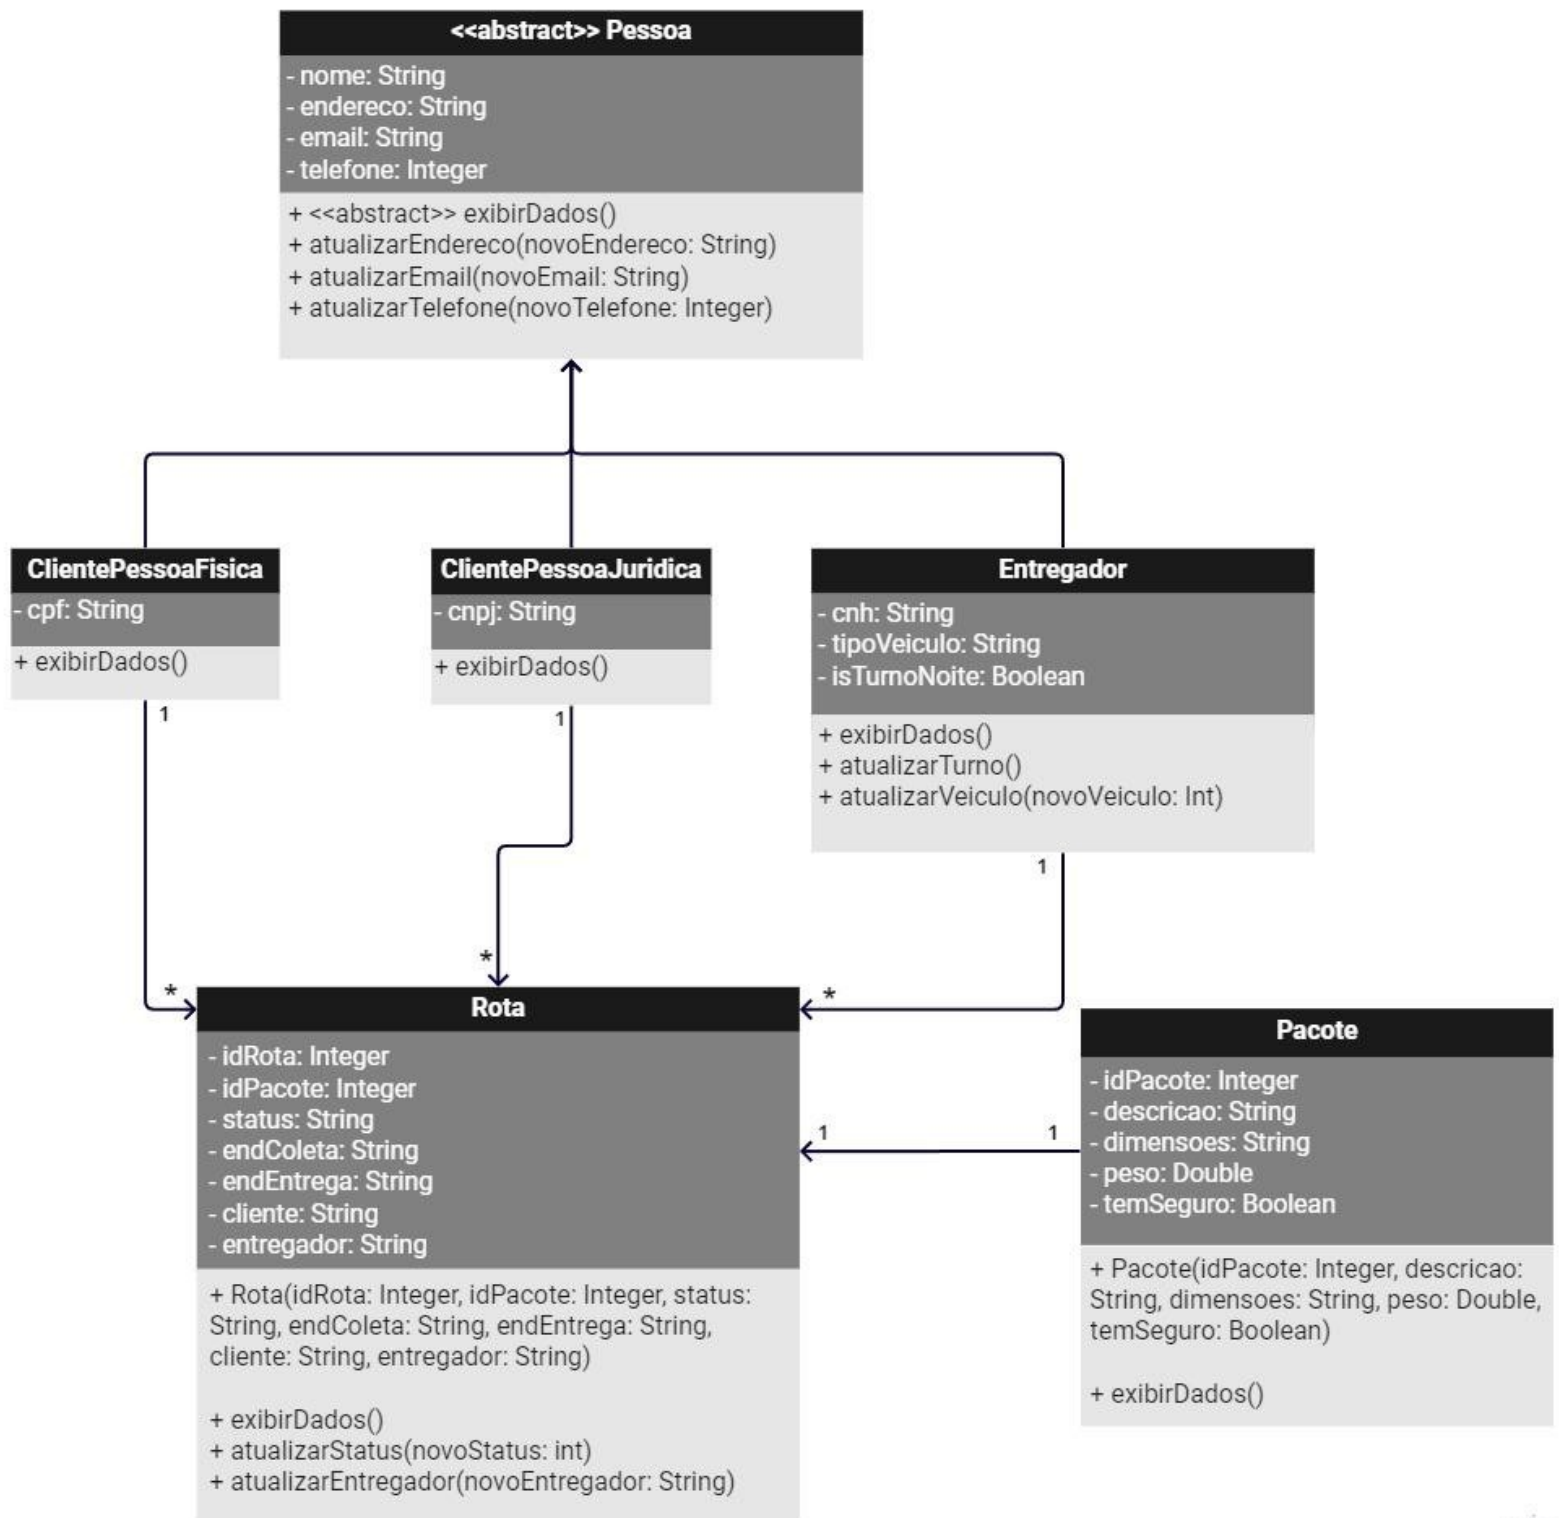 <<abstract>> Pessoa
- nome: String
- endereco: String
- email: String
- telefone: Integer
+ <<abstract>> exibirDados()
+ atualizarEndereco(novoEndereco: String)
+ atualizarEmail(novoEmail: String)
+ atualizarTelefone(novoTelefone: Integer)
ClientePessoaFisica
- cpf: String
+ exibirDados()
1
*
ClientePessoaJuridica
- cnpj: String
+ exibirDados()
1
*
Entregador
- cnh: String
- tipoVeiculo: String
- isTurnoNoite: Boolean
+ exibirDados()
+ atualizarTurno()
+ atualizarVeiculo(novoVeiculo: Int)
1
*
Rota
- idRota: Integer
- idPacote: Integer
- status: String
- endColeta: String
- endEntrega: String
- cliente: String
- entregador: String
+ Rota(idRota: Integer, idPacote: Integer, status:
String, endColeta: String, endEntrega: String,
cliente: String, entregador: String)
+ exibirDados()
+ atualizarStatus(novoStatus: int)
+ atualizarEntregador(novoEntregador: String)
1
1
Pacote
- idPacote: Integer
- descricao: String
- dimensoes: String
- peso: Double
- temSeguro: Boolean
+ Pacote(idPacote: Integer, descricao:
String, dimensoes: String, peso: Double,
temSeguro: Boolean)
+ exibirDados()